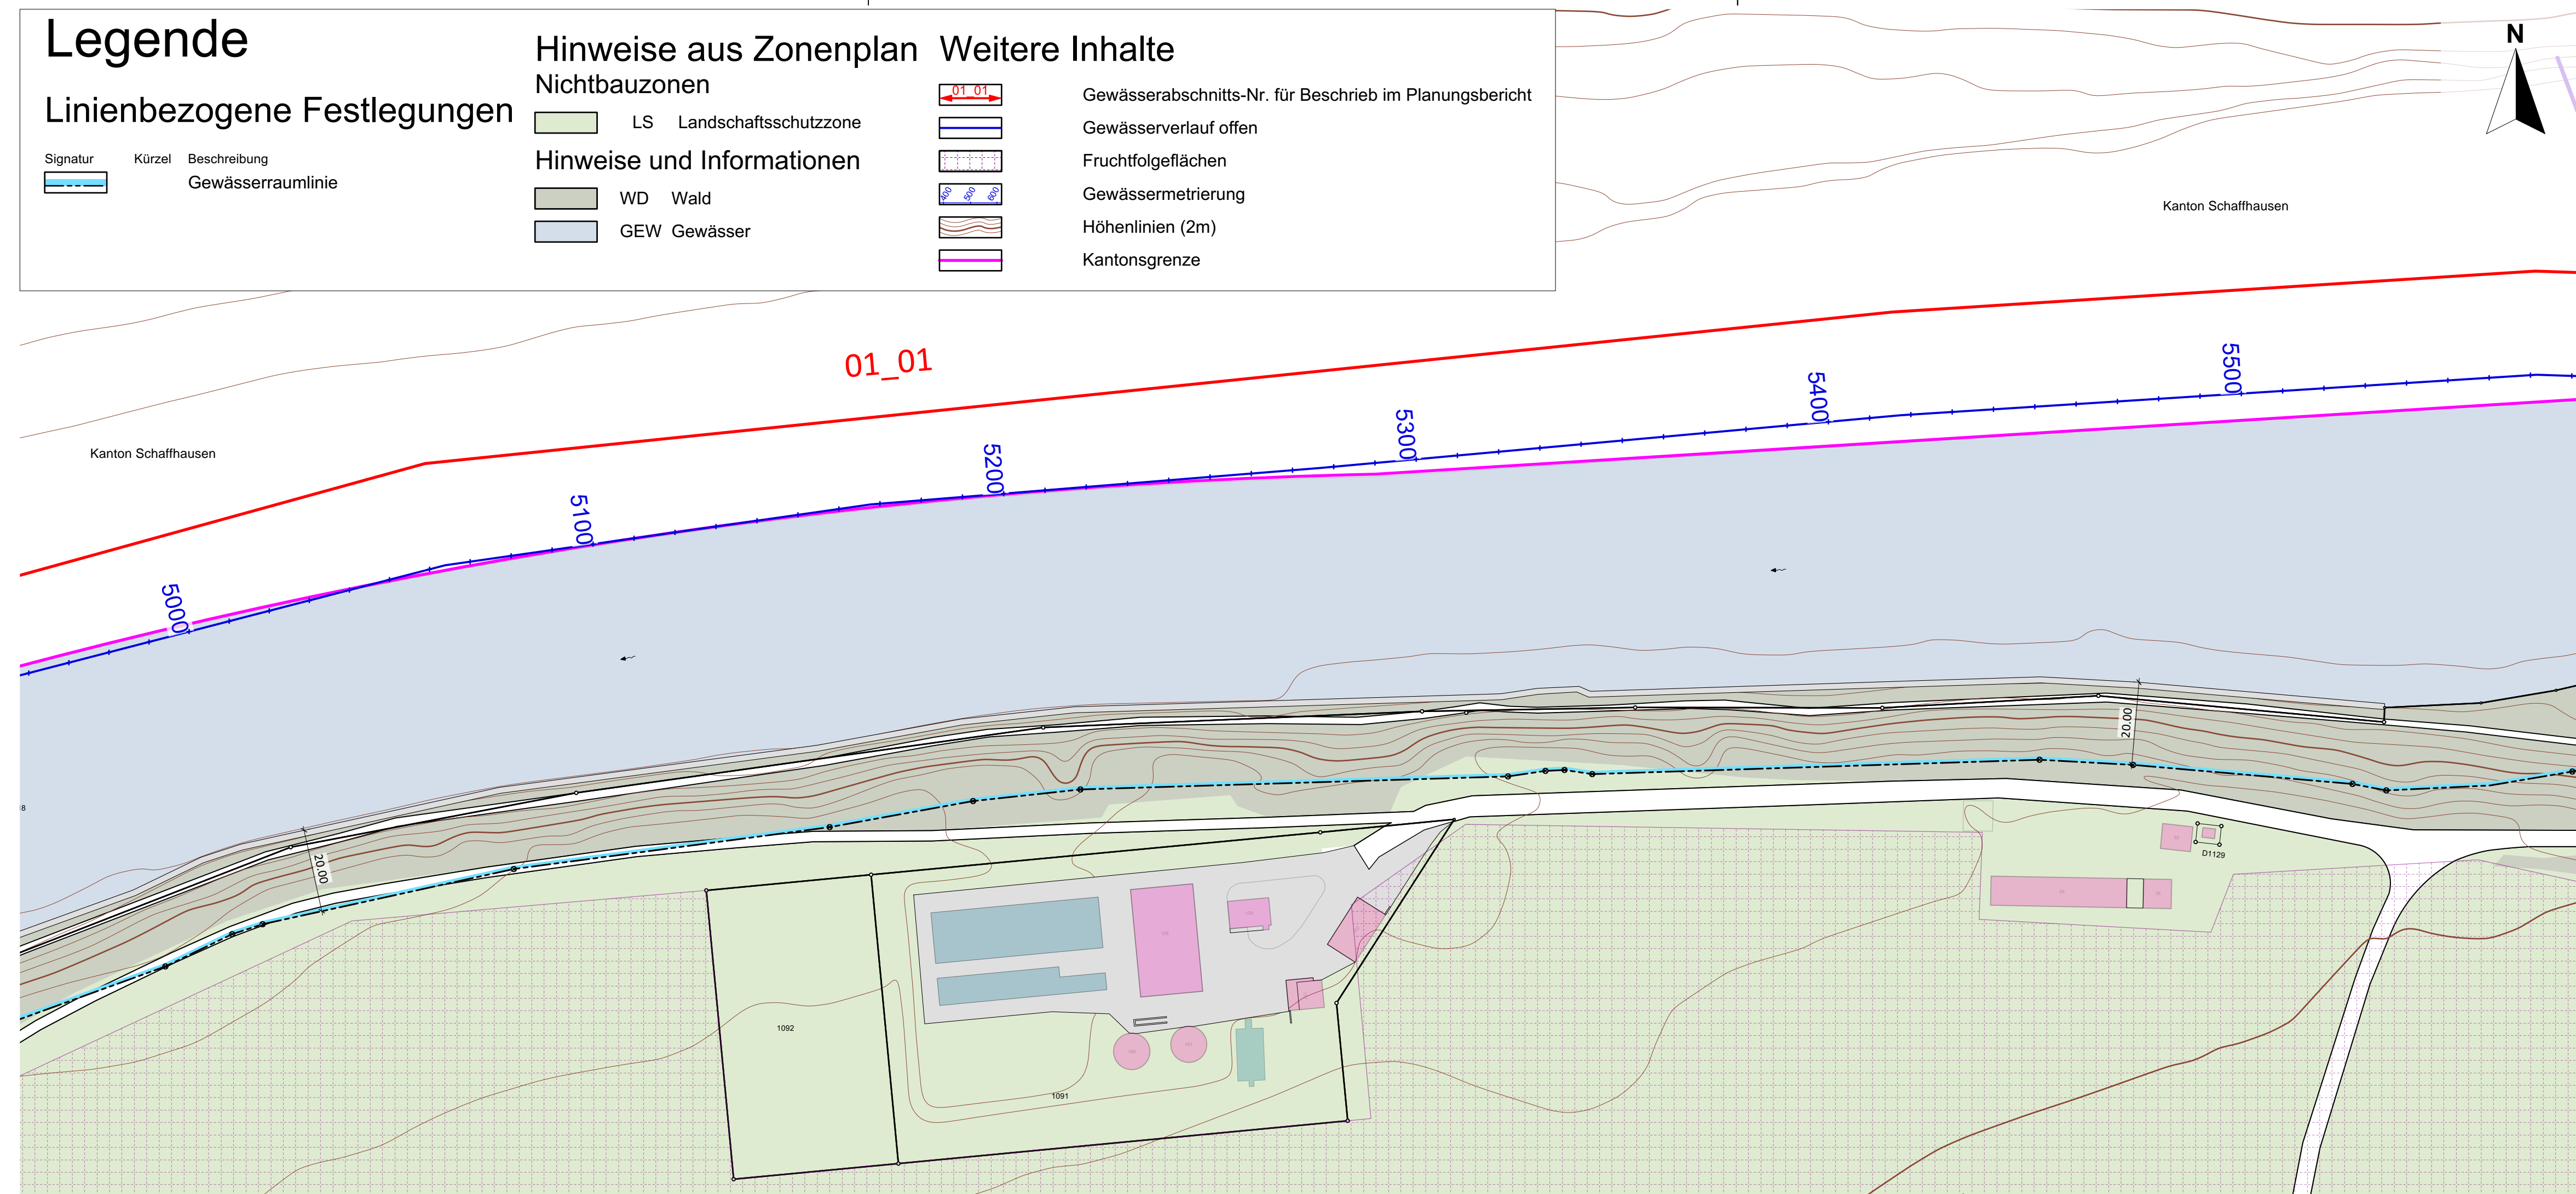 Legende
Linienbezogene Festlegungen
Signatur Kürzel Beschreibung
Gewässerraumlinie
Hinweise aus Zonenplan
Nichtbauzonen
LS Landschaftsschutzzone
Hinweise und Informationen
WD Wald
GEW Gewässer
Weitere Inhalte
01_01 Gewässerabschnitts-Nr. für Beschrieb im Planungsbericht
Gewässerverlauf offen
Fruchtfolgeflächen
400 500 600 Gewässermetrierung
Höhenlinien (2m)
Kantonsgrenze
N
Kanton Schaffhausen
01_01
Kanton Schaffhausen
5000
5100
5200
5300
5400
5500
20.00
20.00
D1129
1092
1091